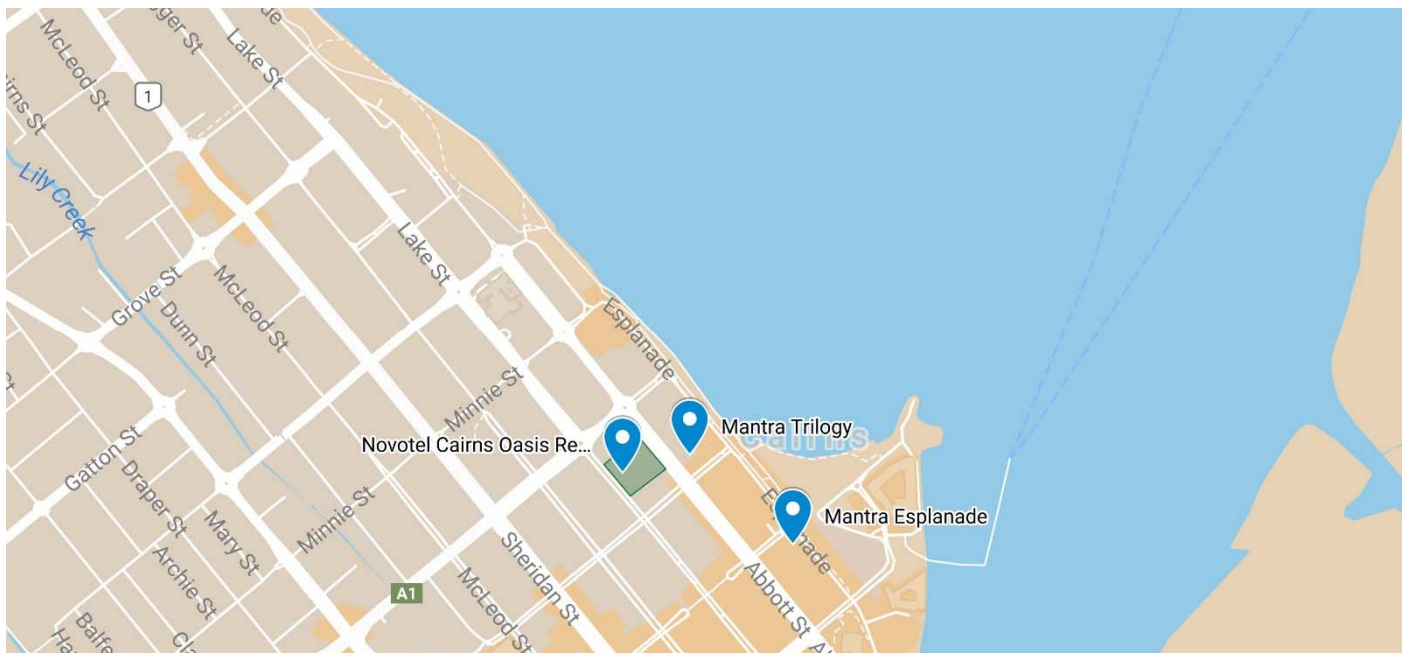 McLeod St
Lake St
1
Lily Creek
Lake St
Grove St
McLeod St
Dunn St
Esplanade
Minnie St
Mantra Trilogy
Novotel Cairns Oasis Re...
Cairns
Gatton St
Draper St
Mary St
Minnie St
Mantra Esplanade
Esplanade
Archie St
A1
Sheridan St
McLeod St
Abbott St